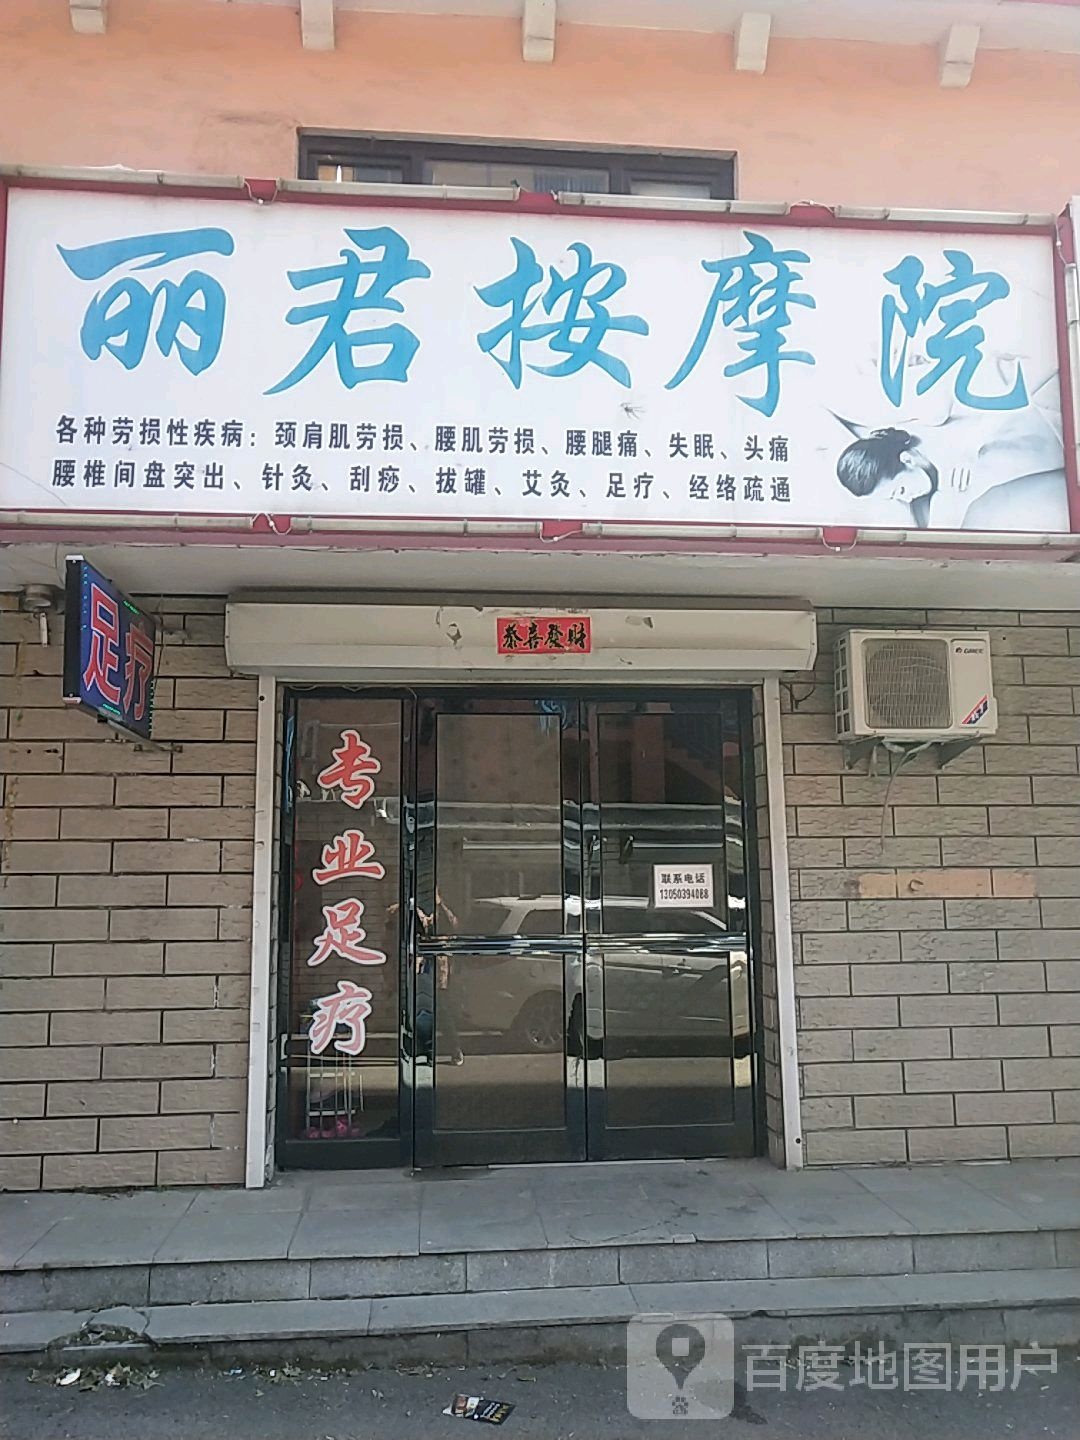 丽君按摩院
各种劳损性疾病：颈肩肌劳损、腰肌劳损、腰腿痛、失眠、头痛
腰椎间盘突出、针灸、刮痧、拔罐、艾灸、足疗、经络疏通
足疗
恭喜發财
GREE
专业足疗
联系电话
13050394088
百度地图用户